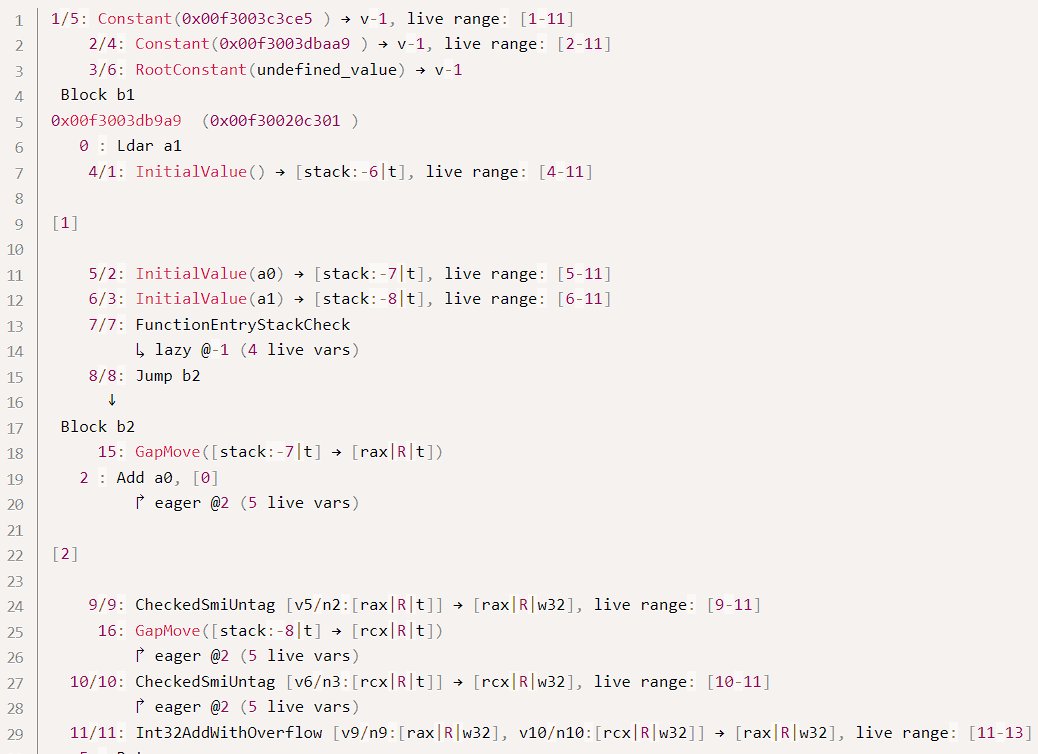 1 1/5: Constant(0x00f3003c3ce5 ) → v-1, live range: [1-11]
2 2/4: Constant(0x00f3003dbaa9 ) → v-1, live range: [2-11]
3 3/6: RootConstant(undefined_value) → v-1
4 Block b1
5 0x00f3003db9a9  (0x00f30020c301 )
6 0 : Ldar a1
7 4/1: InitialValue() → [stack:-6|t], live range: [4-11]
8
9 [1]
10
11 5/2: InitialValue(a0) → [stack:-7|t], live range: [5-11]
12 6/3: InitialValue(a1) → [stack:-8|t], live range: [6-11]
13 7/7: FunctionEntryStackCheck
14 ↳ lazy @-1 (4 live vars)
15 8/8: Jump b2
16 ↓
17 Block b2
18 15: GapMove([stack:-7|t] → [rax|R|t])
19 2 : Add a0, [0]
20 ↱ eager @2 (5 live vars)
21
22 [2]
23
24 9/9: CheckedSmiUntag [v5/n2:[rax|R|t]] → [rax|R|w32], live range: [9-11]
25 16: GapMove([stack:-8|t] → [rcx|R|t])
26 ↱ eager @2 (5 live vars)
27 10/10: CheckedSmiUntag [v6/n3:[rcx|R|t]] → [rcx|R|w32], live range: [10-11]
28 ↱ eager @2 (5 live vars)
29 11/11: Int32AddWithOverflow [v9/n9:[rax|R|w32], v10/n10:[rcx|R|w32]] → [rax|R|w32], live range: [11-13]